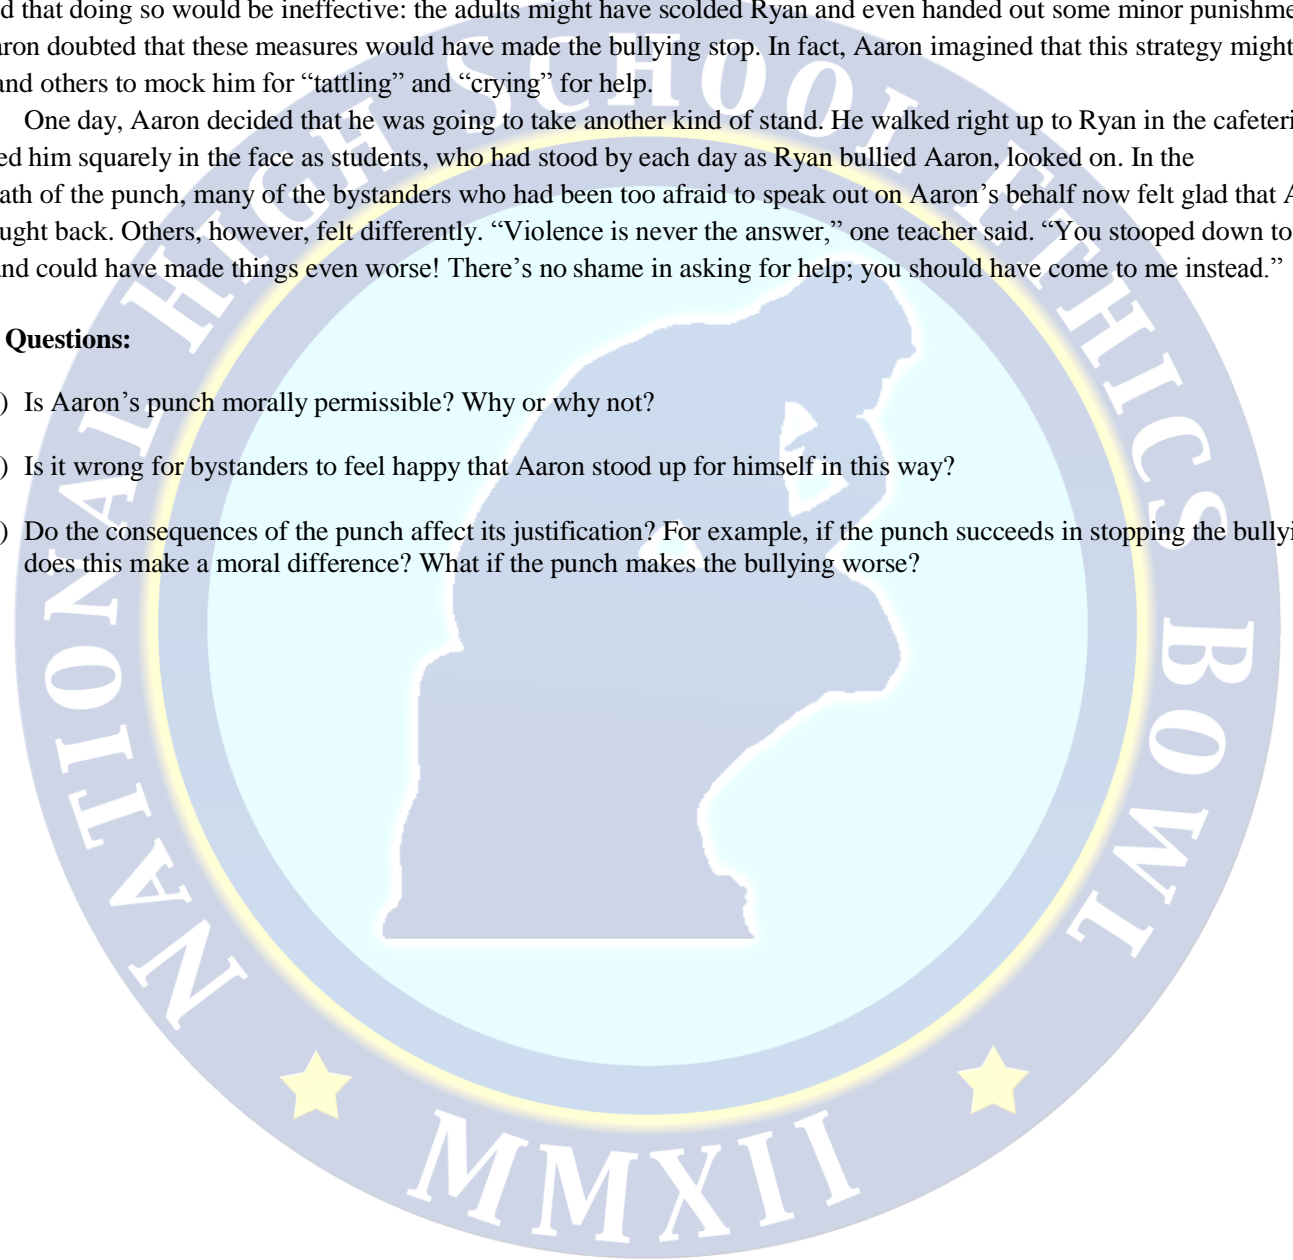 d that doing so would be ineffective: the adults might have scolded Ryan and even handed out some minor punishme
aron doubted that these measures would have made the bullying stop. In fact, Aaron imagined that this strategy might
and others to mock him for “tattling” and “crying” for help.
One day, Aaron decided that he was going to take another kind of stand. He walked right up to Ryan in the cafeteri
ed him squarely in the face as students, who had stood by each day as Ryan bullied Aaron, looked on. In the
ath of the punch, many of the bystanders who had been too afraid to speak out on Aaron’s behalf now felt glad that A
ught back. Others, however, felt differently. “Violence is never the answer,” one teacher said. “You stooped down to
and could have made things even worse! There’s no shame in asking for help; you should have come to me instead.”
Questions:
) Is Aaron’s punch morally permissible? Why or why not?
) Is it wrong for bystanders to feel happy that Aaron stood up for himself in this way?
) Do the consequences of the punch affect its justification? For example, if the punch succeeds in stopping the bullyi
does this make a moral difference? What if the punch makes the bullying worse?
NATIONAL HIGH SCHOOL ETHICS BOWL
MMXII